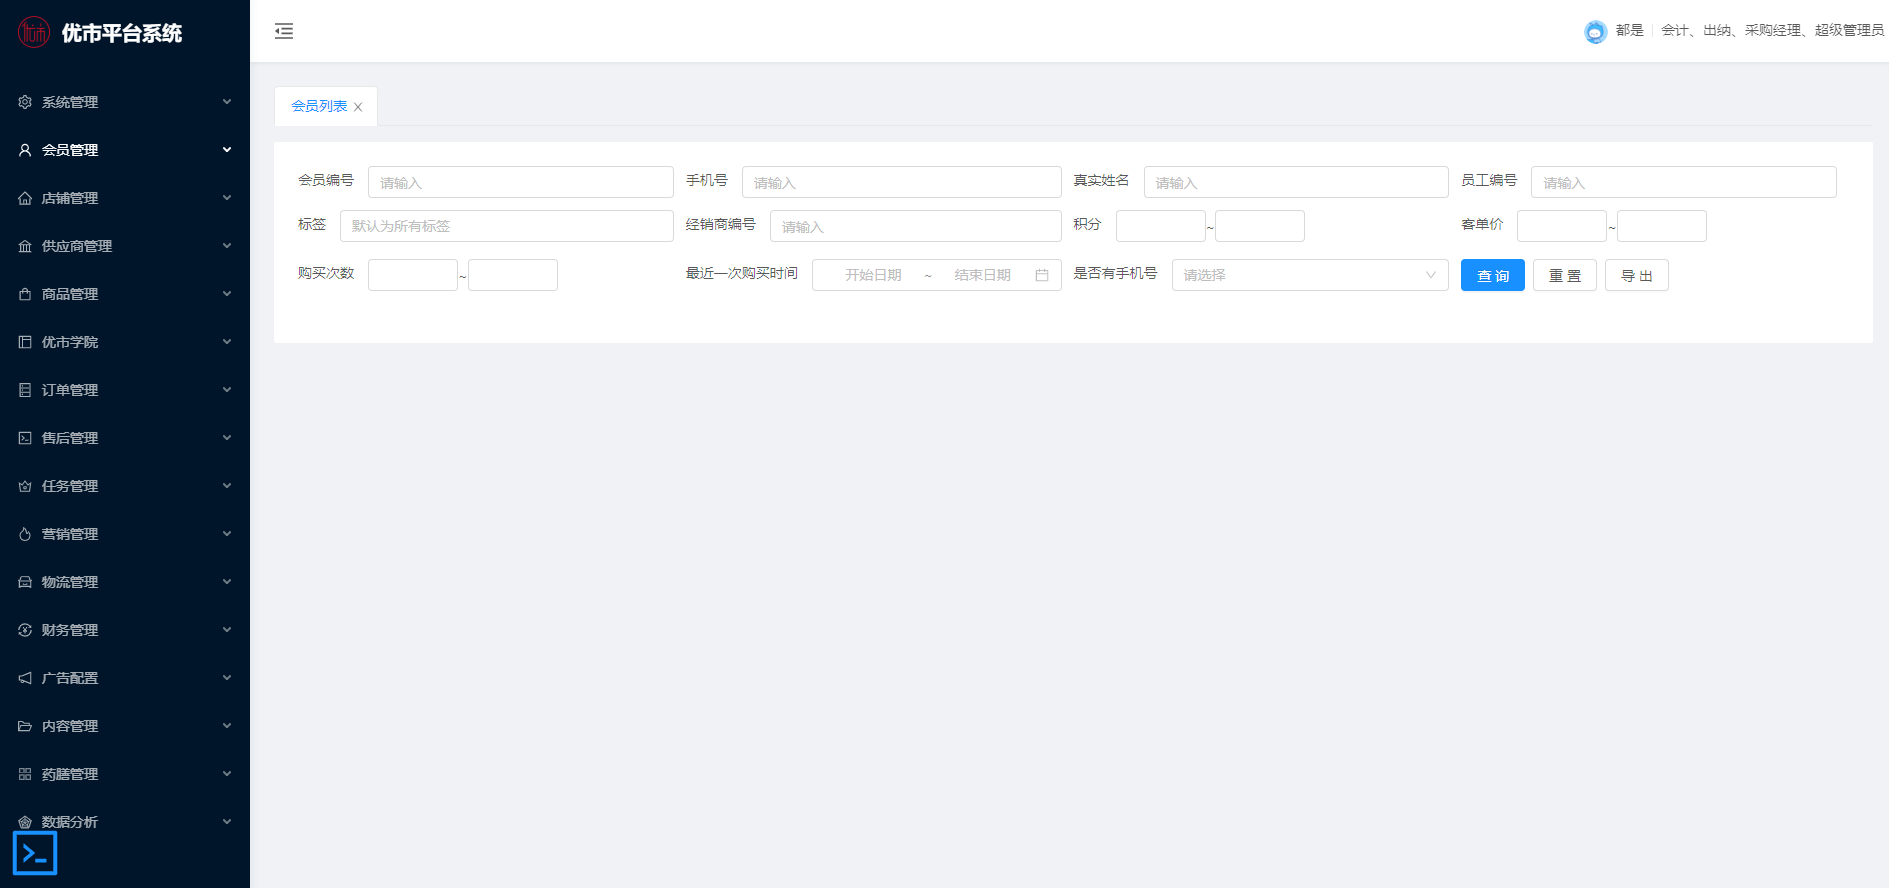 优市 优市平台系统
都是 会计、出纳、采购经理、超级管理员
系统管理
会员管理
店铺管理
供应商管理
商品管理
优市学院
订单管理
售后管理
任务管理
营销管理
物流管理
财务管理
广告配置
内容管理
药膳管理
数据分析
会员列表
会员编号 请输入 手机号 请输入 真实姓名 请输入 员工编号 请输入
标签 默认为所有标签 经销商编号 请输入 积分 ~ 客单价 ~
购买次数 ~ 最近一次购买时间 开始日期 ~ 结束日期 是否有手机号 请选择 查 询 重 置 导 出